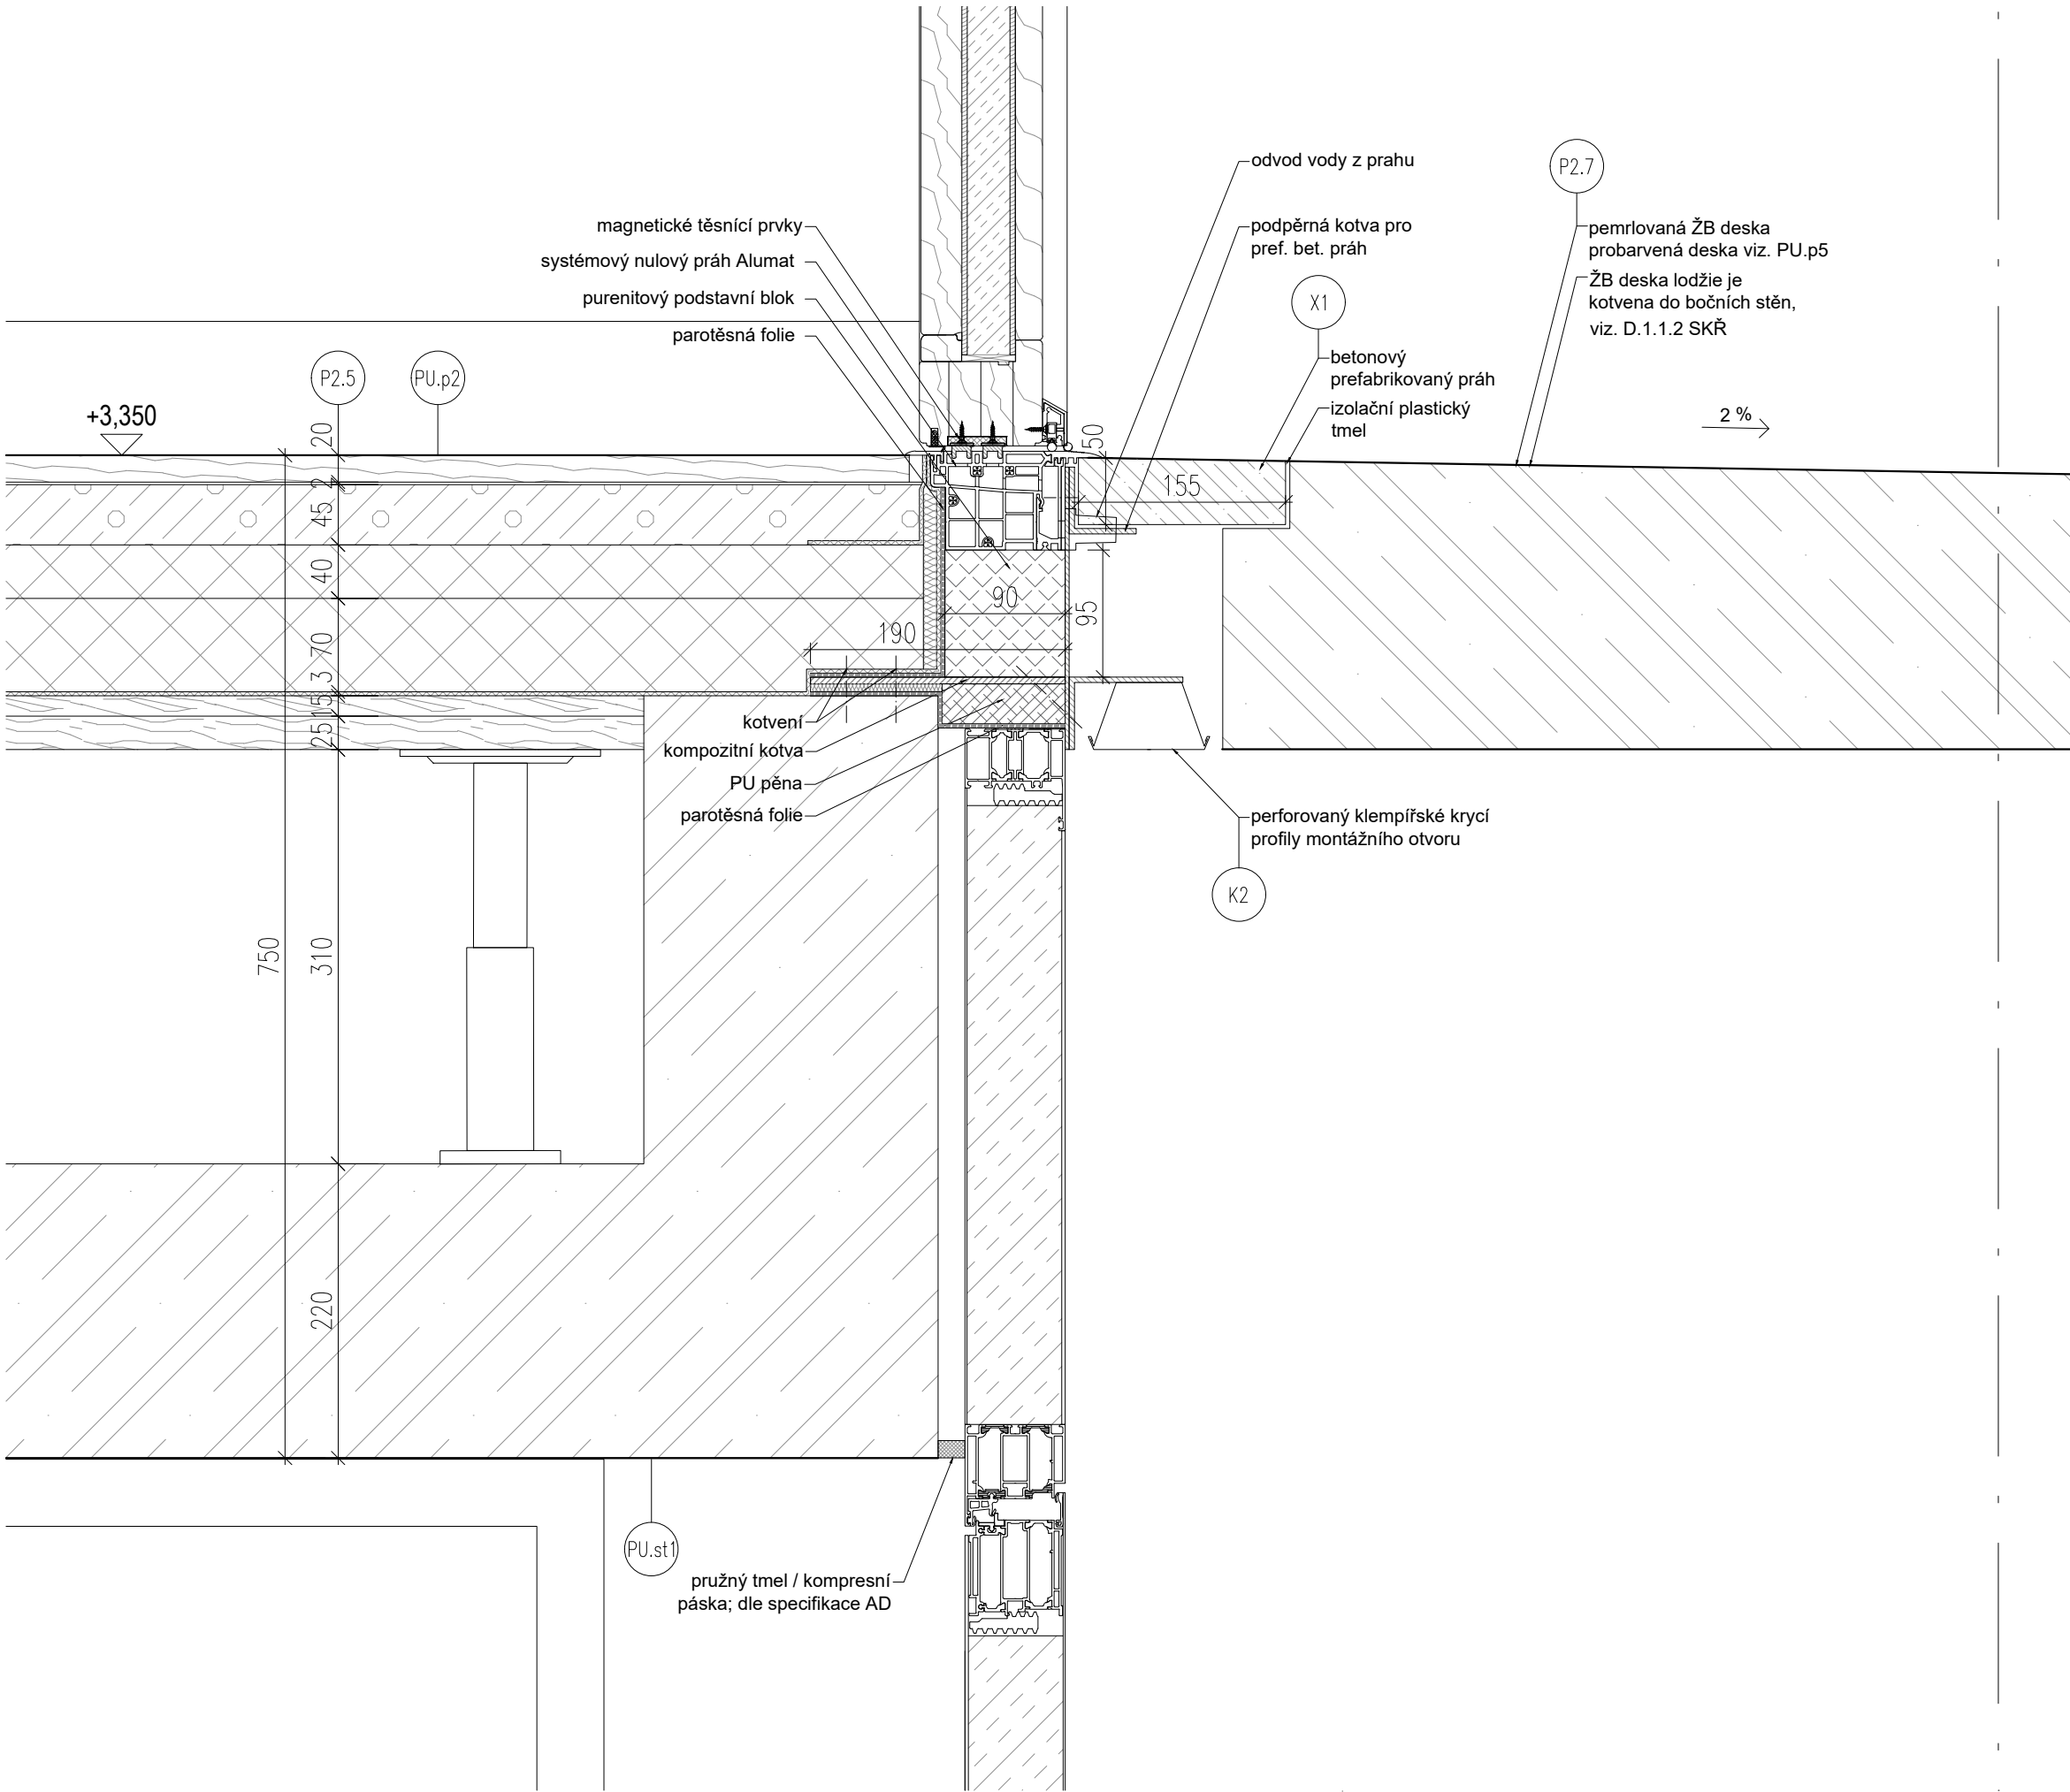 odvod vody z prahu
P2.7
magnetické těsnící prvky
podpěrná kotva pro
pref. bet. práh
pemrlovaná ŽB deska
probarvená deska viz. PU.p5
systémový nulový práh Alumat
ŽB deska lodžie je
kotvena do bočních stěn,
viz. D.1.1.2 SKŘ
purenitový podstavní blok
X1
parotěsná folie
betonový
prefabrikovaný práh
P2.5
PU.p2
izolační plastický
tmel
+3,350
2 %
20
50
2
155
45
40
90
95
190
70
3
15
25
kotvení
kompozitní kotva
PU pěna
parotěsná folie
perforovaný klempířské krycí
profily montážního otvoru
K2
750
310
220
PU.st1
pružný tmel / kompresní
páska; dle specifikace AD